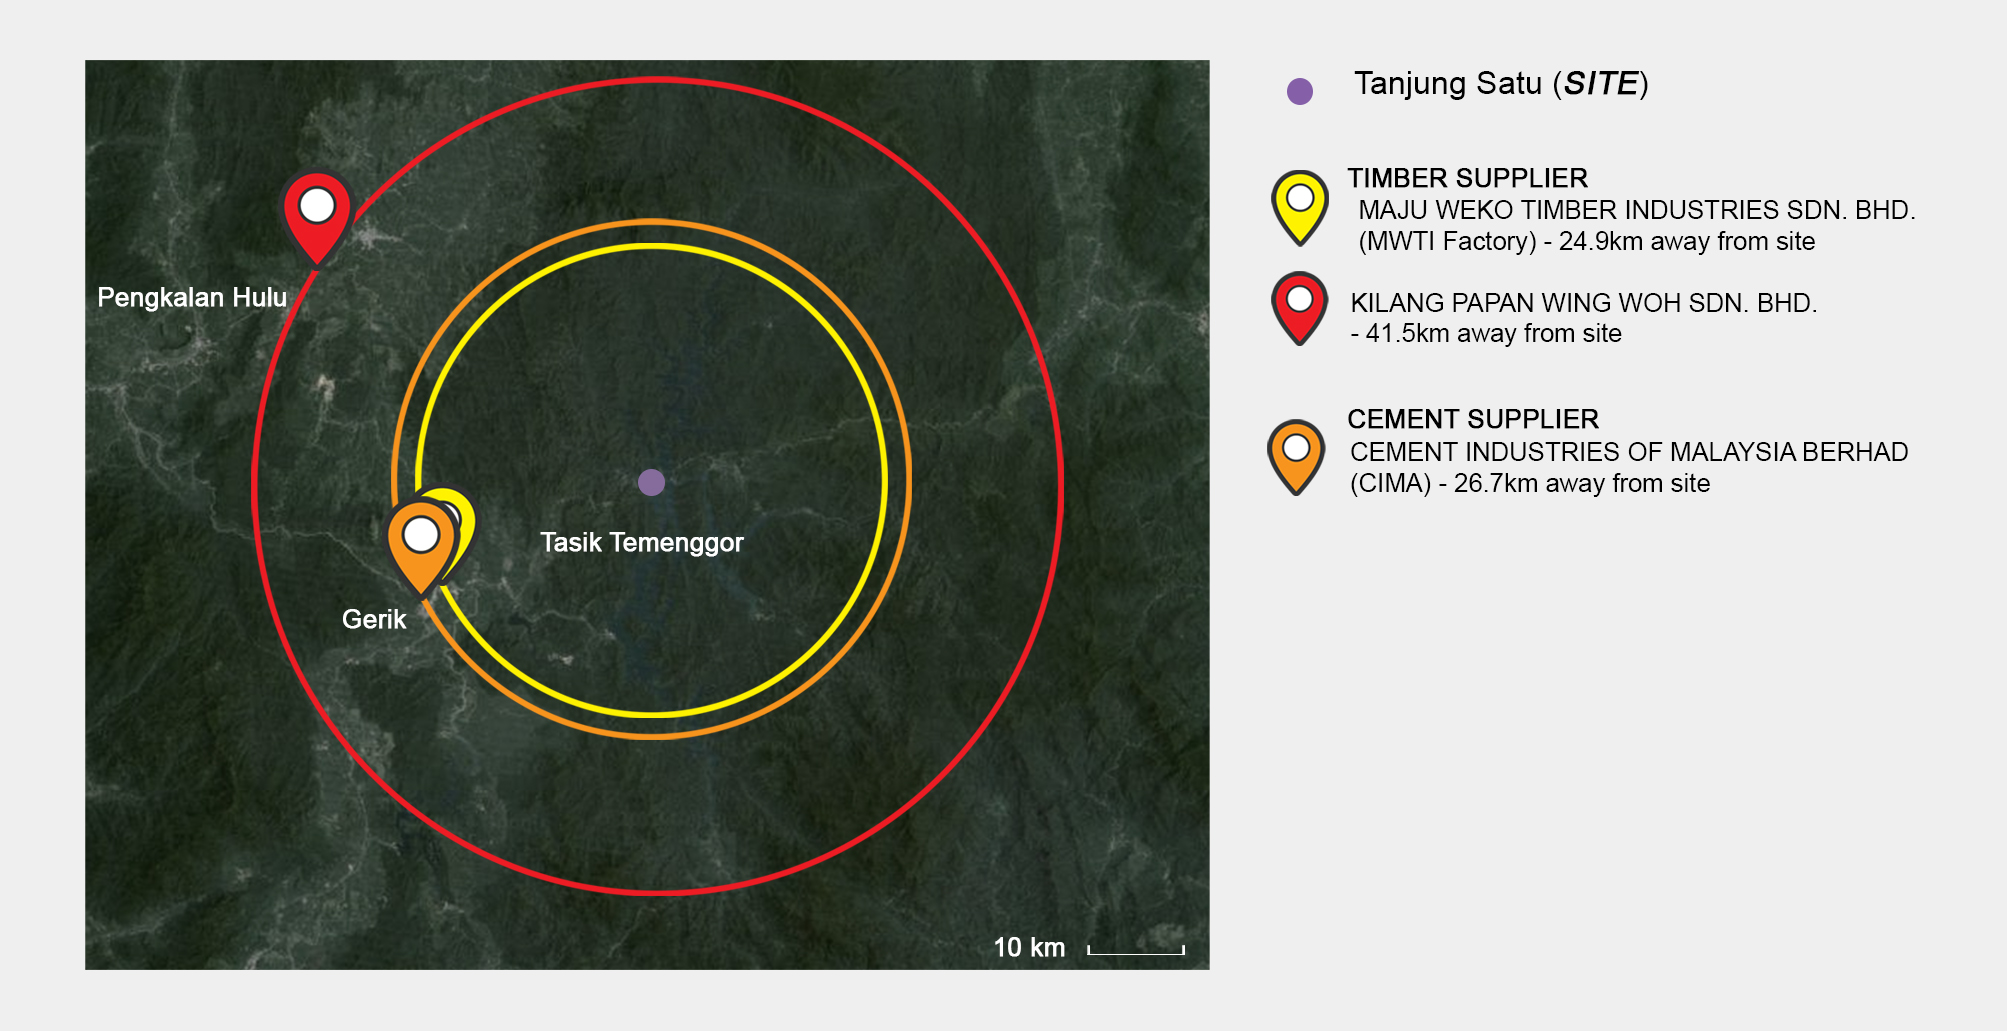 Tanjung Satu (SITE)
TIMBER SUPPLIER
MAJU WEKO TIMBER INDUSTRIES SDN. BHD.
(MWTI Factory) - 24.9km away from site
KILANG PAPAN WING WOH SDN. BHD.
- 41.5km away from site
CEMENT SUPPLIER
CEMENT INDUSTRIES OF MALAYSIA BERHAD
(CIMA) - 26.7km away from site
Pengkalan Hulu
Tasik Temenggor
Gerik
10 km